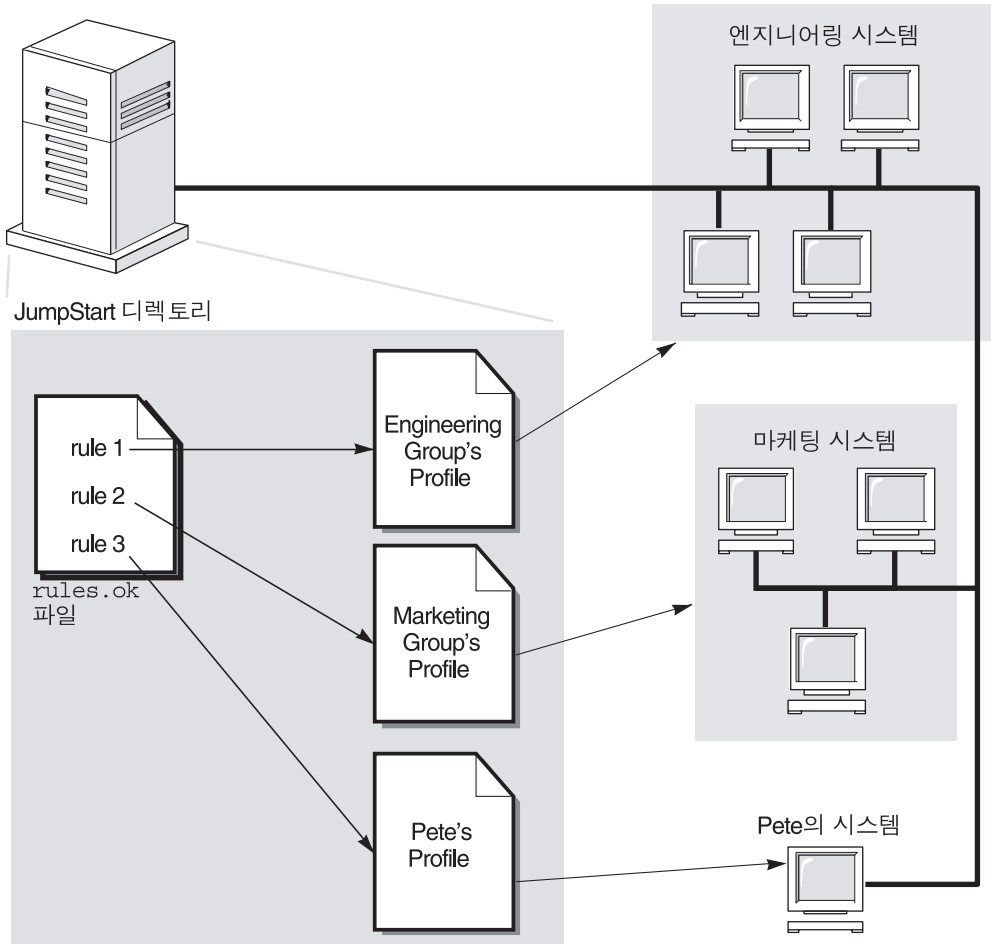 엔지니어링 시스템
JumpStart 디렉토리
rule 1
rule 2
rule 3
rules.ok
파일
Engineering
Group's
Profile
Marketing
Group's
Profile
Pete's
Profile
마케팅 시스템
Pete의 시스템